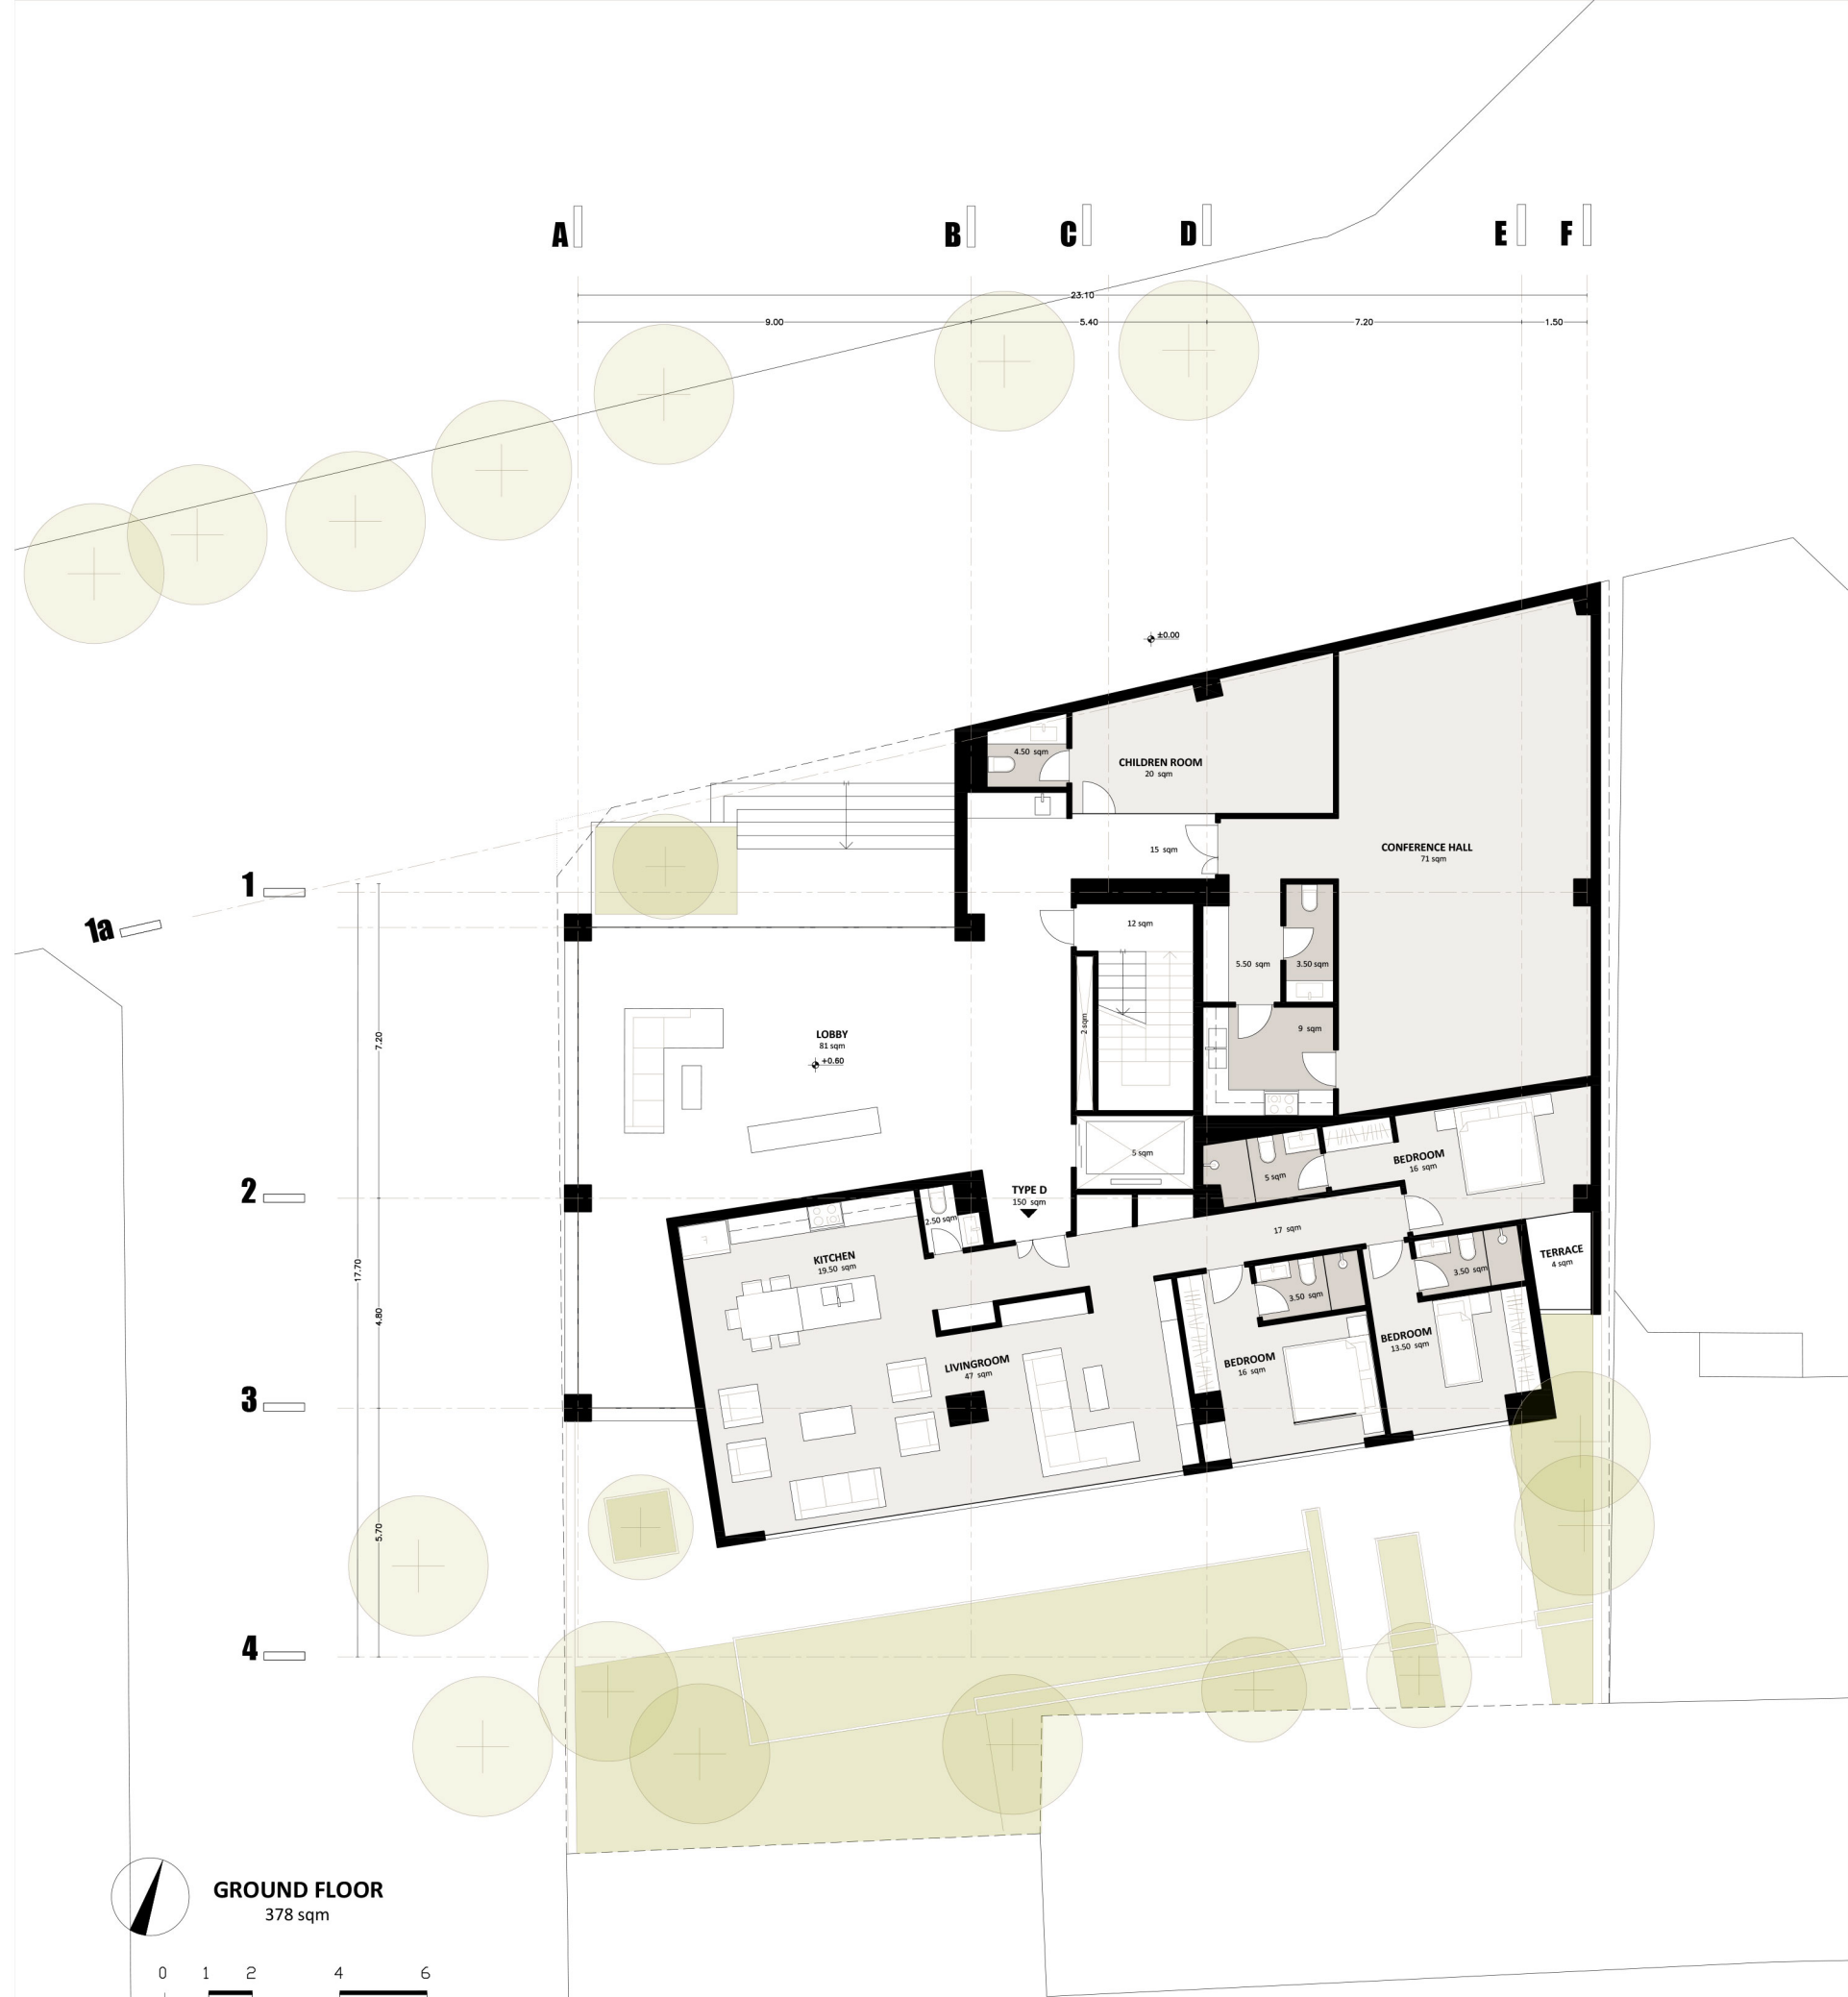 A B C D E F
23.10
9.00 5.40 7.20 1.50
±0.00
4.50 sqm
CHILDREN ROOM
20 sqm
15 sqm
CONFERENCE HALL
71 sqm
1
1a
12 sqm
5.50 sqm
3.50 sqm
2 sqm
9 sqm
LOBBY
81 sqm
+0.60
7.20
5 sqm
BEDROOM
16 sqm
5 sqm
2
TYPE D
150 sqm
2.50 sqm
17 sqm
KITCHEN
19.50 sqm
TERRACE
4 sqm
3.50 sqm
3.50 sqm
17.70
4.80
LIVINGROOM
47 sqm
BEDROOM
16 sqm
BEDROOM
13.50 sqm
3
5.70
4
GROUND FLOOR
378 sqm
0 1 2 4 6